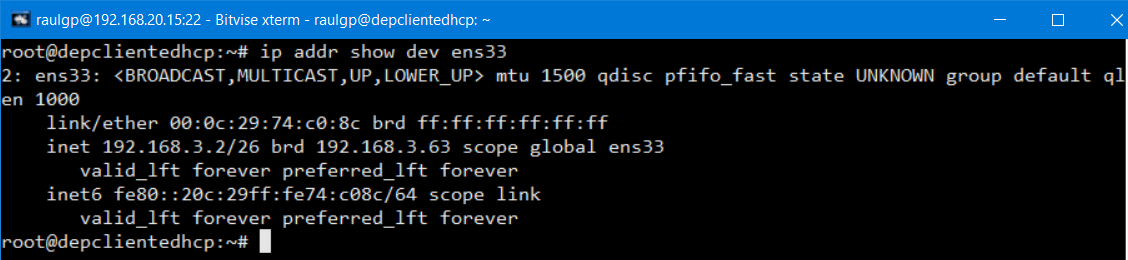 raulgp@192.168.20.15:22 - Bitvise xterm - raulgp@depclientedhcp: ~
root@depclientedhcp:~# ip addr show dev ens33
2: ens33: <BROADCAST,MULTICAST,UP,LOWER_UP> mtu 1500 qdisc pfifo_fast state UNKNOWN group default ql
en 1000
    link/ether 00:0c:29:74:c0:8c brd ff:ff:ff:ff:ff:ff
    inet 192.168.3.2/26 brd 192.168.3.63 scope global ens33
       valid_lft forever preferred_lft forever
    inet6 fe80::20c:29ff:fe74:c08c/64 scope link
       valid_lft forever preferred_lft forever
root@depclientedhcp:~#